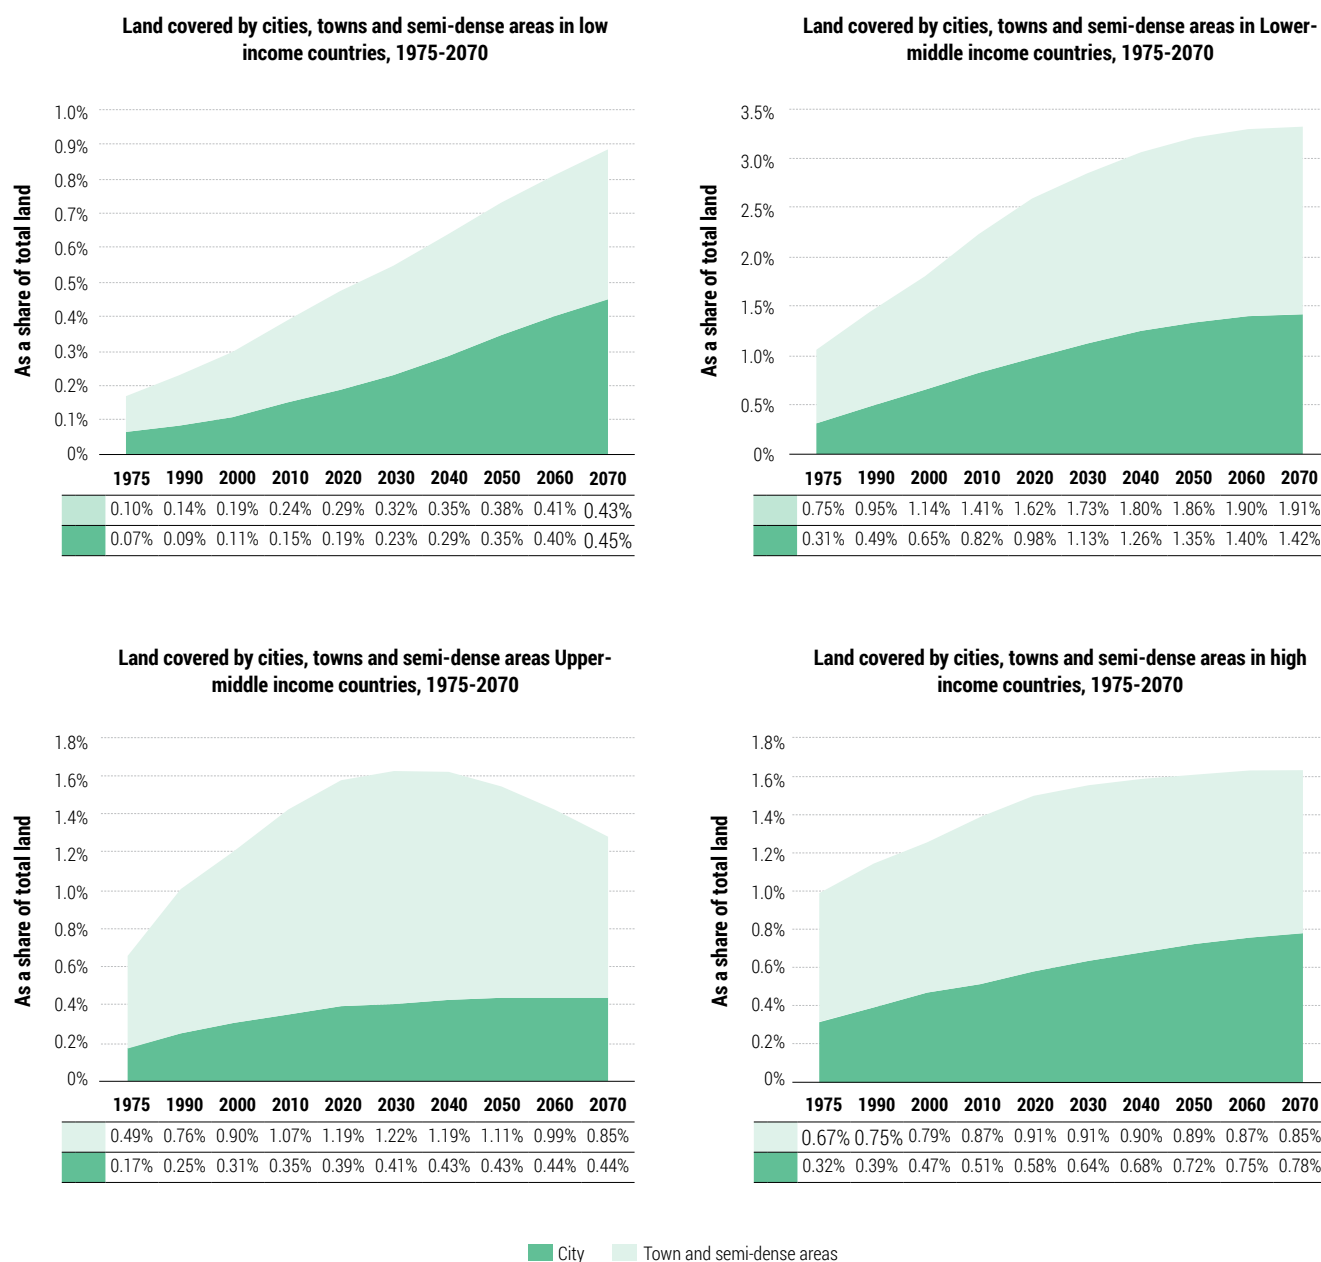 Land covered by cities, towns and semi-dense areas in low
income countries, 1975-2070
As a share of total land
1.0%
0.9%
0.8%
0.7%
0.6%
0.5%
0.4%
0.3%
0.2%
0.1%
0%
1975 1990 2000 2010 2020 2030 2040 2050 2060 2070
0.10% 0.14% 0.19% 0.24% 0.29% 0.32% 0.35% 0.38% 0.41% 0.43%
0.07% 0.09% 0.11% 0.15% 0.19% 0.23% 0.29% 0.35% 0.40% 0.45%
Land covered by cities, towns and semi-dense areas in Lower-
middle income countries, 1975-2070
As a share of total land
3.5%
3.0%
2.5%
2.0%
1.5%
1.0%
0.5%
0%
1975 1990 2000 2010 2020 2030 2040 2050 2060 2070
0.75% 0.95% 1.14% 1.41% 1.62% 1.73% 1.80% 1.86% 1.90% 1.91%
0.31% 0.49% 0.65% 0.82% 0.98% 1.13% 1.26% 1.35% 1.40% 1.42%
Land covered by cities, towns and semi-dense areas Upper-
middle income countries, 1975-2070
As a share of total land
1.8%
1.6%
1.4%
1.2%
1.0%
0.8%
0.6%
0.4%
0.2%
0%
1975 1990 2000 2010 2020 2030 2040 2050 2060 2070
0.49% 0.76% 0.90% 1.07% 1.19% 1.22% 1.19% 1.11% 0.99% 0.85%
0.17% 0.25% 0.31% 0.35% 0.39% 0.41% 0.43% 0.43% 0.44% 0.44%
Land covered by cities, towns and semi-dense areas in high
income countries, 1975-2070
As a share of total land
1.8%
1.6%
1.4%
1.2%
1.0%
0.8%
0.6%
0.4%
0.2%
0%
1975 1990 2000 2010 2020 2030 2040 2050 2060 2070
0.67% 0.75% 0.79% 0.87% 0.91% 0.91% 0.90% 0.89% 0.87% 0.85%
0.32% 0.39% 0.47% 0.51% 0.58% 0.64% 0.68% 0.72% 0.75% 0.78%
City Town and semi-dense areas